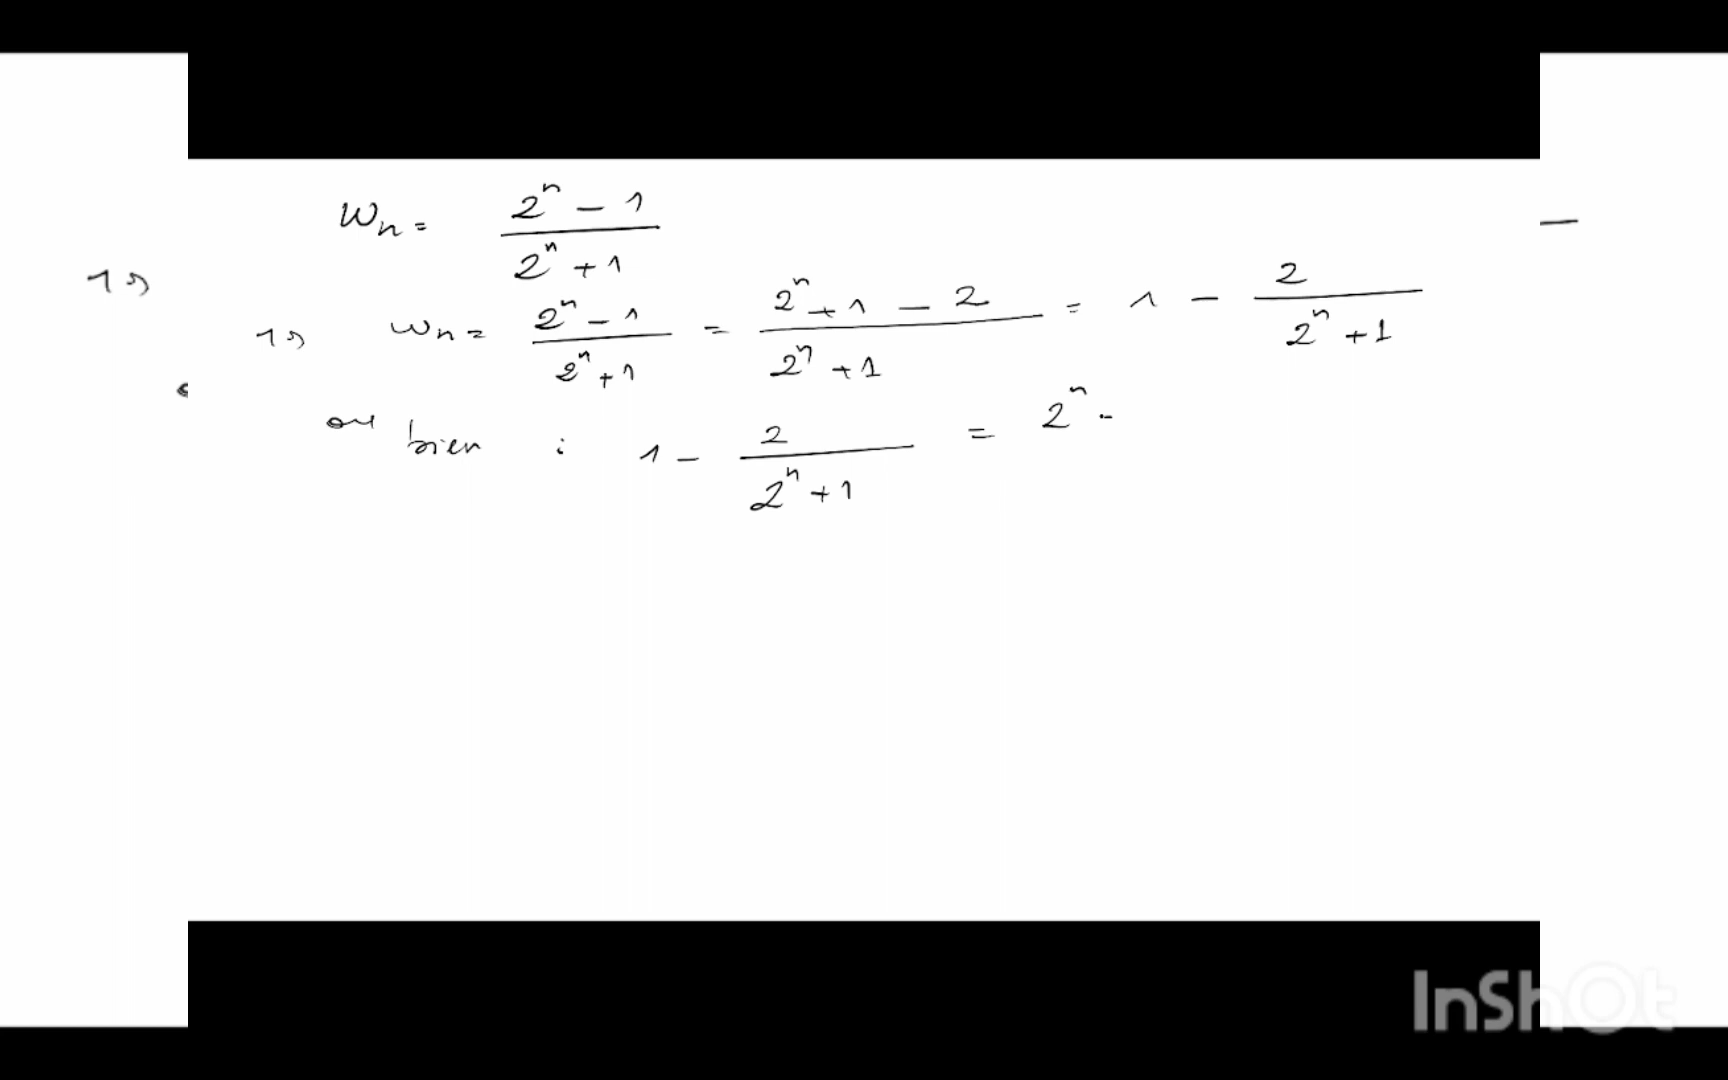 Wn = (2^n - 1)/(2^n + 1)
1)
1) wn = (2^n - 1)/(2^n + 1) = (2^n + 1 - 2)/(2^n + 1) = 1 - 2/(2^n + 1)
ou bien : 1 - 2/(2^n + 1) = 2^n -
InShOt